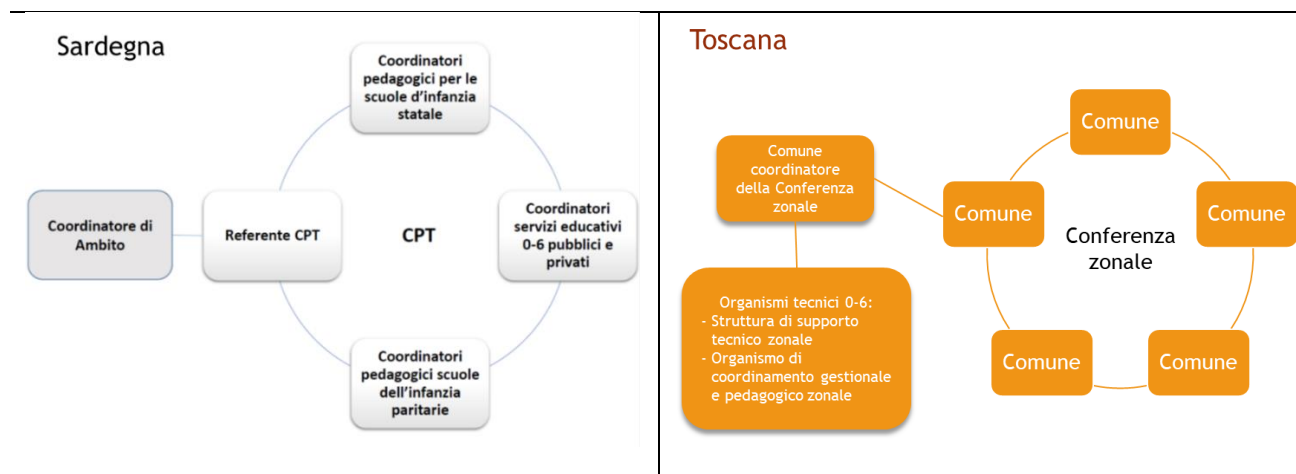 Sardegna
Coordinatori
pedagogici per le
scuole d'infanzia
statale
Coordinatore di
Ambito
Referente CPT
CPT
Coordinatori
servizi educativi
0-6 pubblici e
privati
Coordinatori
pedagogici scuole
dell'infanzia
paritarie
Toscana
Comune
Comune
coordinatore
della Conferenza
zonale
Comune
Comune
Conferenza
zonale
Organismi tecnici 0-6:
- Struttura di supporto
tecnico zonale
- Organismo di
coordinamento gestionale
e pedagogico zonale
Comune
Comune